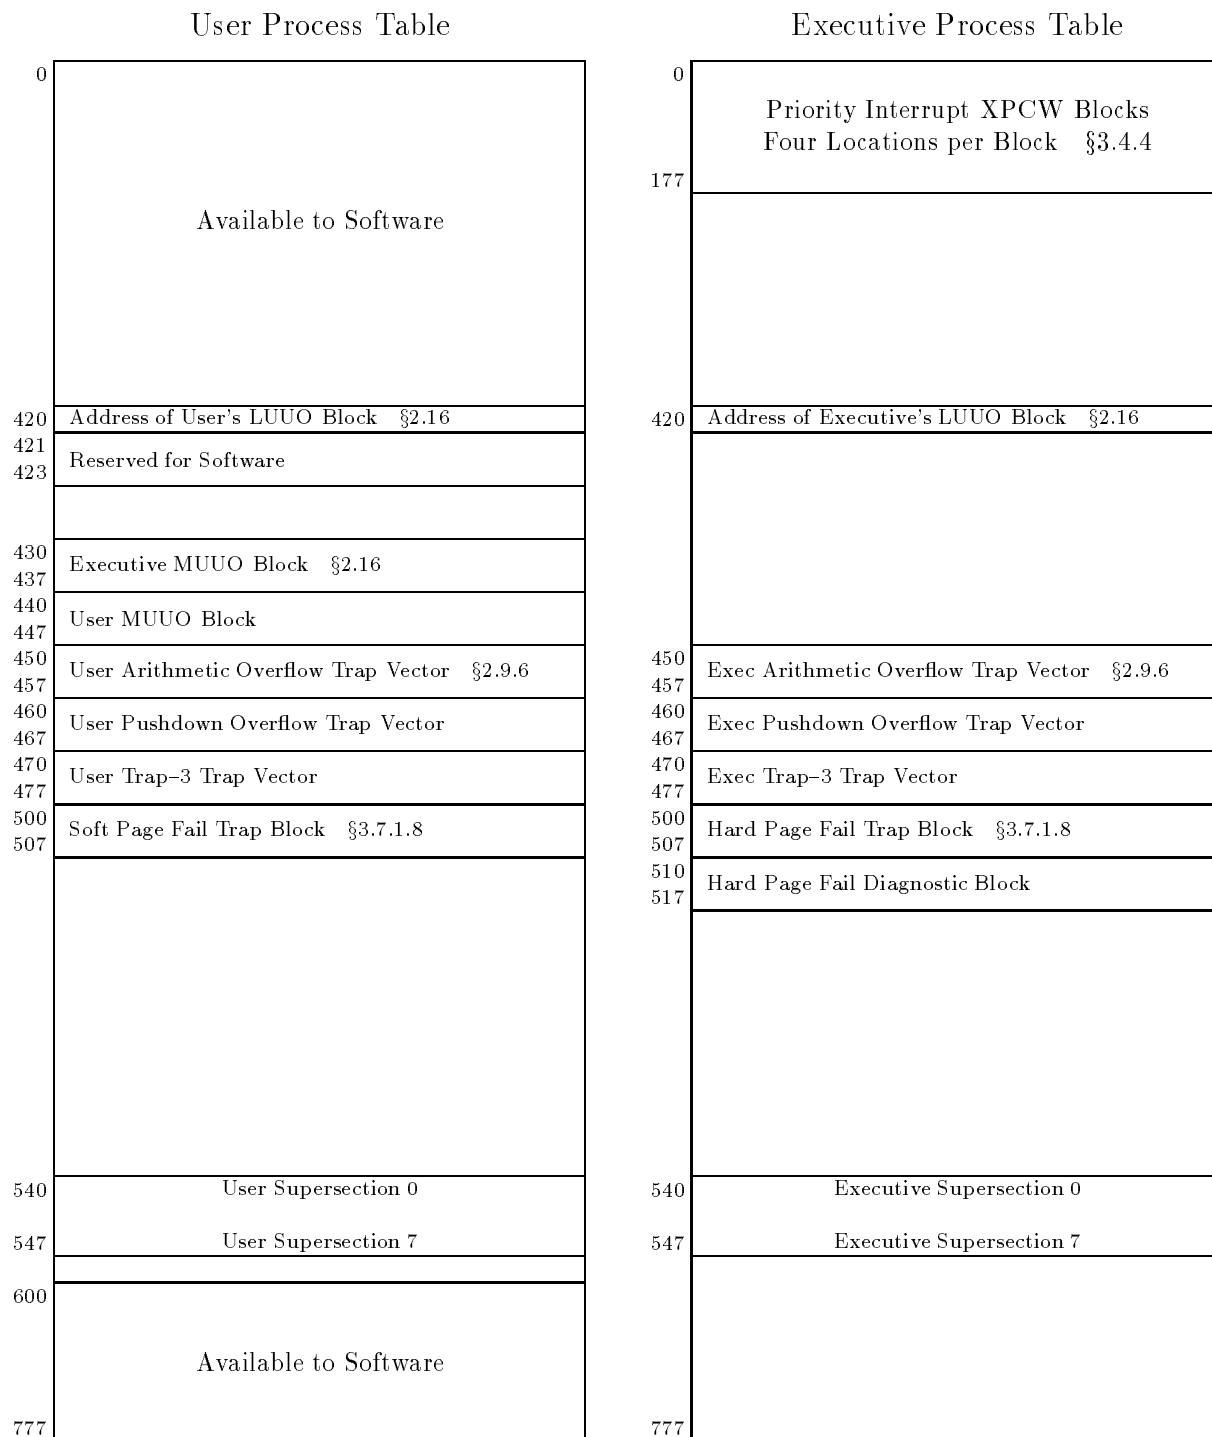 User Process Table
0
Available to Software
420 Address of User's LUUO Block §2.16
421
Reserved for Software
423
430
Executive MUUO Block §2.16
437
440
User MUUO Block
447
450
User Arithmetic Overflow Trap Vector §2.9.6
457
460
User Pushdown Overflow Trap Vector
467
470
User Trap–3 Trap Vector
477
500
Soft Page Fail Trap Block §3.7.1.8
507
540 User Supersection 0
547 User Supersection 7
600
Available to Software
777
Executive Process Table
0
Priority Interrupt XPCW Blocks
Four Locations per Block §3.4.4
177
420 Address of Executive's LUUO Block §2.16
450
Exec Arithmetic Overflow Trap Vector §2.9.6
457
460
Exec Pushdown Overflow Trap Vector
467
470
Exec Trap–3 Trap Vector
477
500
Hard Page Fail Trap Block §3.7.1.8
507
510
Hard Page Fail Diagnostic Block
517
540 Executive Supersection 0
547 Executive Supersection 7
777